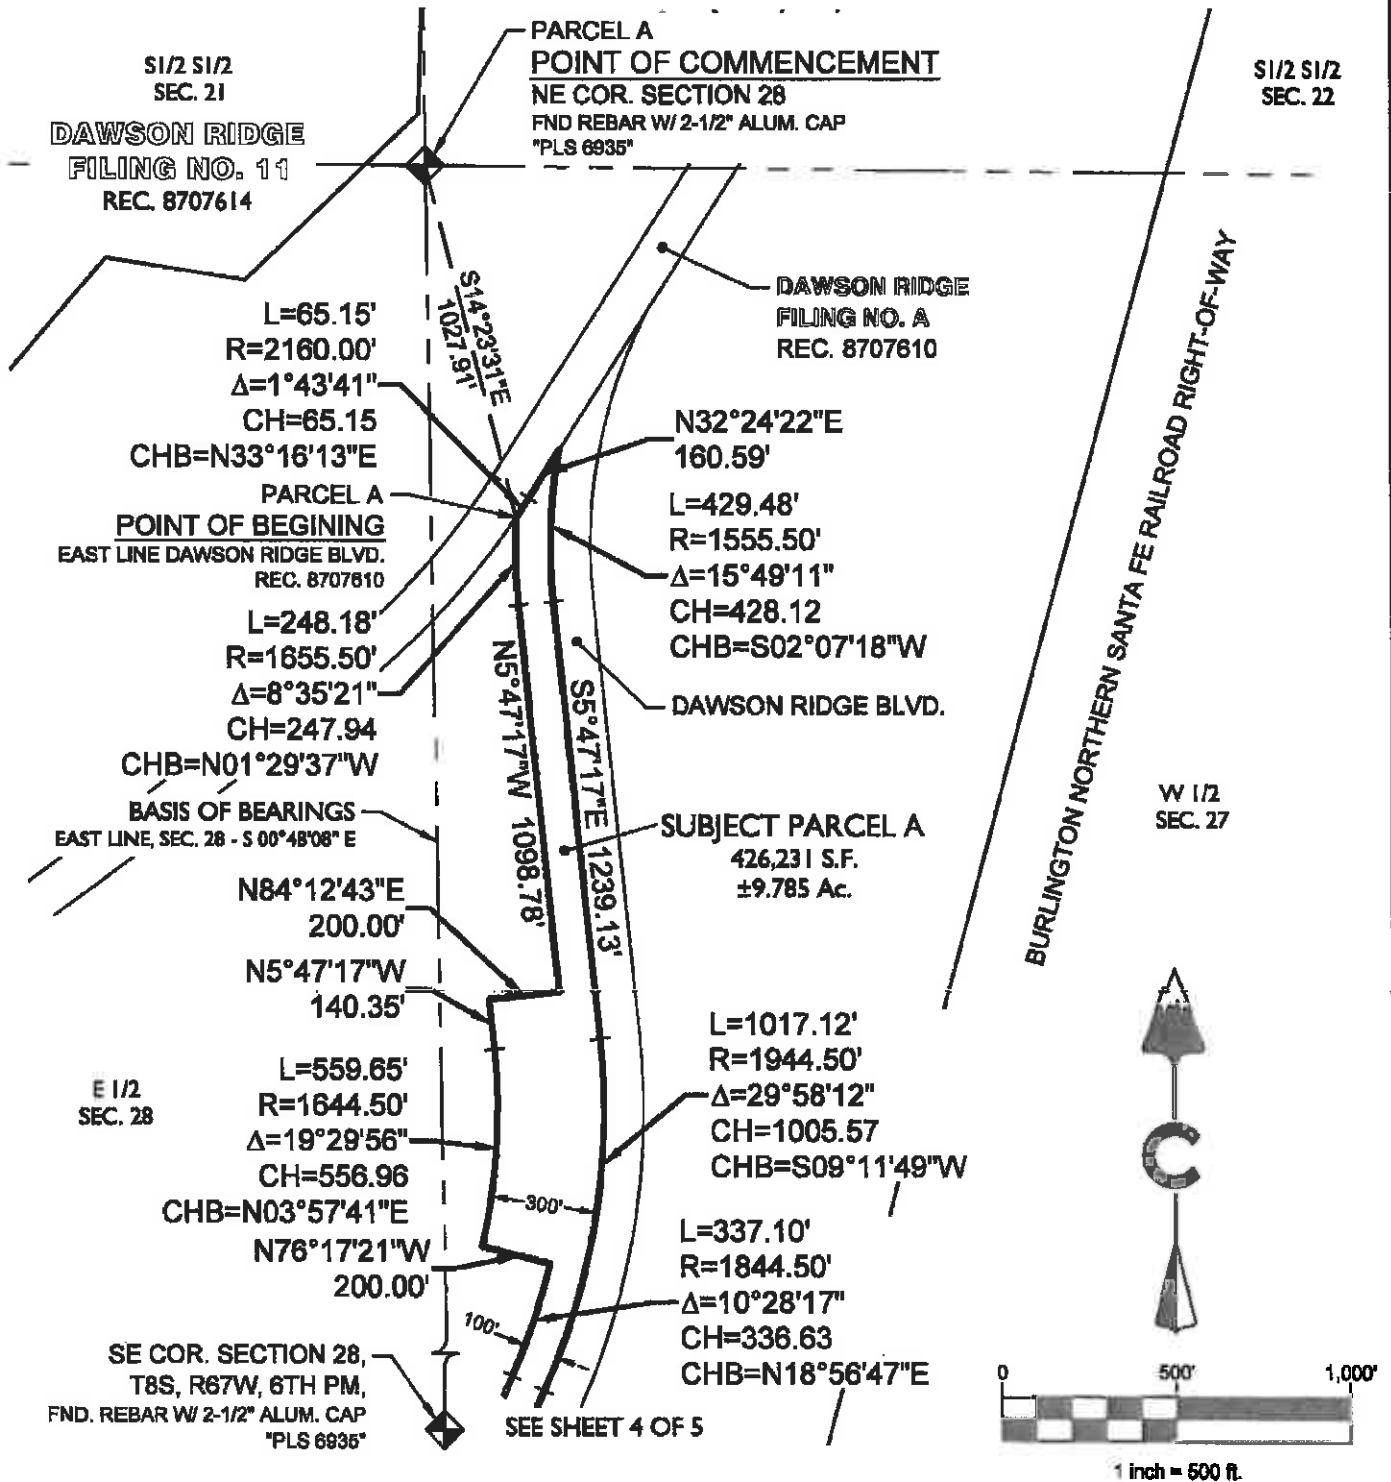 PARCEL A
POINT OF COMMENCEMENT
NE COR. SECTION 28
FND REBAR W/ 2-1/2" ALUM. CAP
"PLS 6935"
S1/2 S1/2
SEC. 21
DAWSON RIDGE
FILING NO. 11
REC. 8707614
S1/2 S1/2
SEC. 22
S14°23'31"E
1027.91'
DAWSON RIDGE
FILING NO. A
REC. 8707610
BURLINGTON NORTHERN SANTA FE RAILROAD RIGHT-OF-WAY
L=65.15'
R=2160.00'
Δ=1°43'41"
CH=65.15
CHB=N33°16'13"E
PARCEL A
POINT OF BEGINING
EAST LINE DAWSON RIDGE BLVD.
REC. 8707610
N32°24'22"E
160.59'
L=429.48'
R=1555.50'
Δ=15°49'11"
CH=428.12
CHB=S02°07'18"W
L=248.18'
R=1655.50'
Δ=8°35'21"
CH=247.94
CHB=N01°29'37"W
DAWSON RIDGE BLVD.
N5°47'17"W 1098.78'
S5°47'17"E 1239.13'
BASIS OF BEARINGS
EAST LINE, SEC. 28 - S 00°48'08" E
SUBJECT PARCEL A
426,231 S.F.
±9.785 Ac.
W 1/2
SEC. 27
N84°12'43"E
200.00'
N5°47'17"W
140.35'
E 1/2
SEC. 28
L=559.65'
R=1644.50'
Δ=19°29'56"
CH=556.96
CHB=N03°57'41"E
L=1017.12'
R=1944.50'
Δ=29°58'12"
CH=1005.57
CHB=S09°11'49"W
300'
N76°17'21"W
200.00'
L=337.10'
R=1844.50'
Δ=10°28'17"
CH=336.63
CHB=N18°56'47"E
100'
SE COR. SECTION 28,
T8S, R67W, 6TH PM,
FND. REBAR W/ 2-1/2" ALUM. CAP
"PLS 6935"
SEE SHEET 4 OF 5
0 500' 1,000'
1 inch = 500 ft.